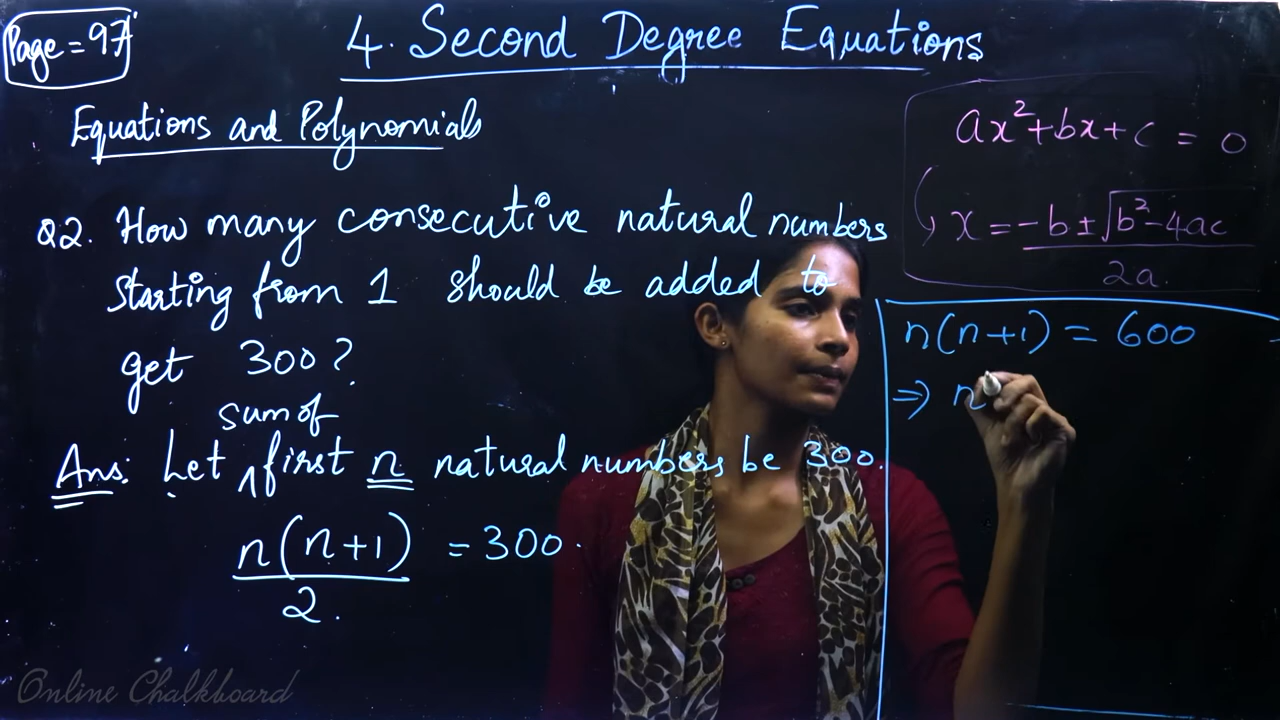 Page = 97
4. Second Degree Equations
Equations and Polynomials
ax²+bx+c = 0
x = -b ± √b²-4ac
2a.
Q2. How many consecutive natural numbers
starting from 1 should be added to
get 300?
sum of
Ans: Let ∧ first n natural numbers be 300.
n(n+1) = 300.
2.
n(n+1) = 600
⇒ n
Online Chalkboard